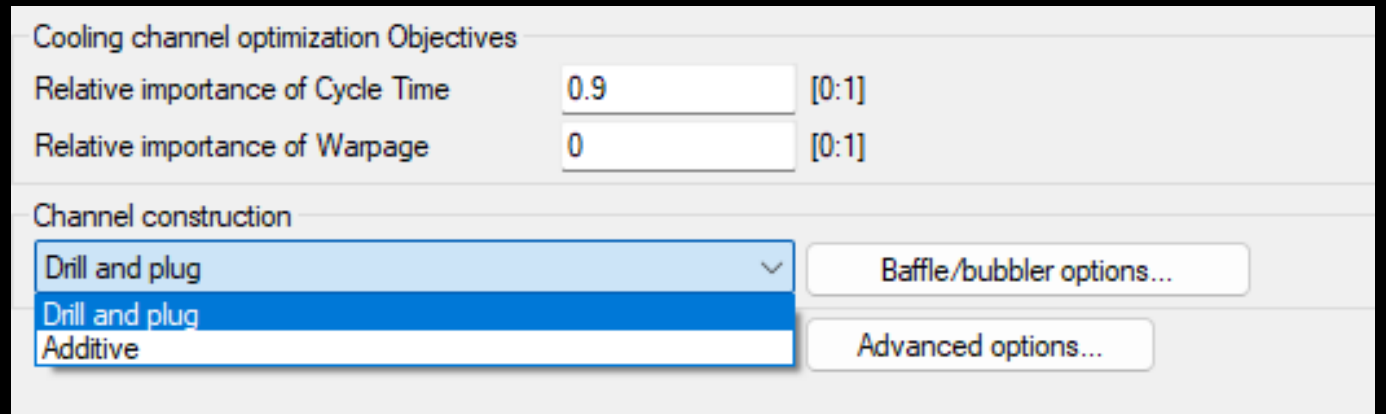 Cooling channel optimization Objectives
Relative importance of Cycle Time 0.9 [0:1]
Relative importance of Warpage 0 [0:1]
Channel construction
Drill and plug Baffle/bubbler options...
Drill and plug
Additive Advanced options...